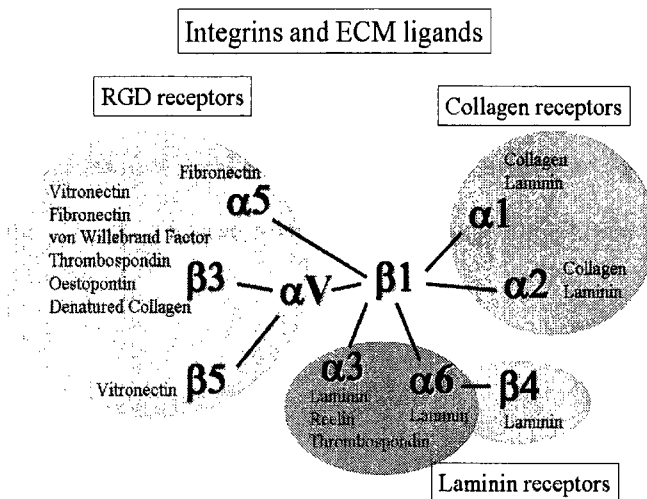 Integrins and ECM ligands
RGD receptors
Collagen receptors
Fibronectin
α5
Vitronectin
Fibronectin
von Willebrand Factor
Thrombospondin
Oestopontin
Denatured Collagen
β3
αV
β1
Vitronectin
β5
Collagen
Laminin
α1
α2
Collagen
Laminin
α3
Laminin
Reelin
Thrombospondin
α6
Laminin
β4
Laminin
Laminin receptors